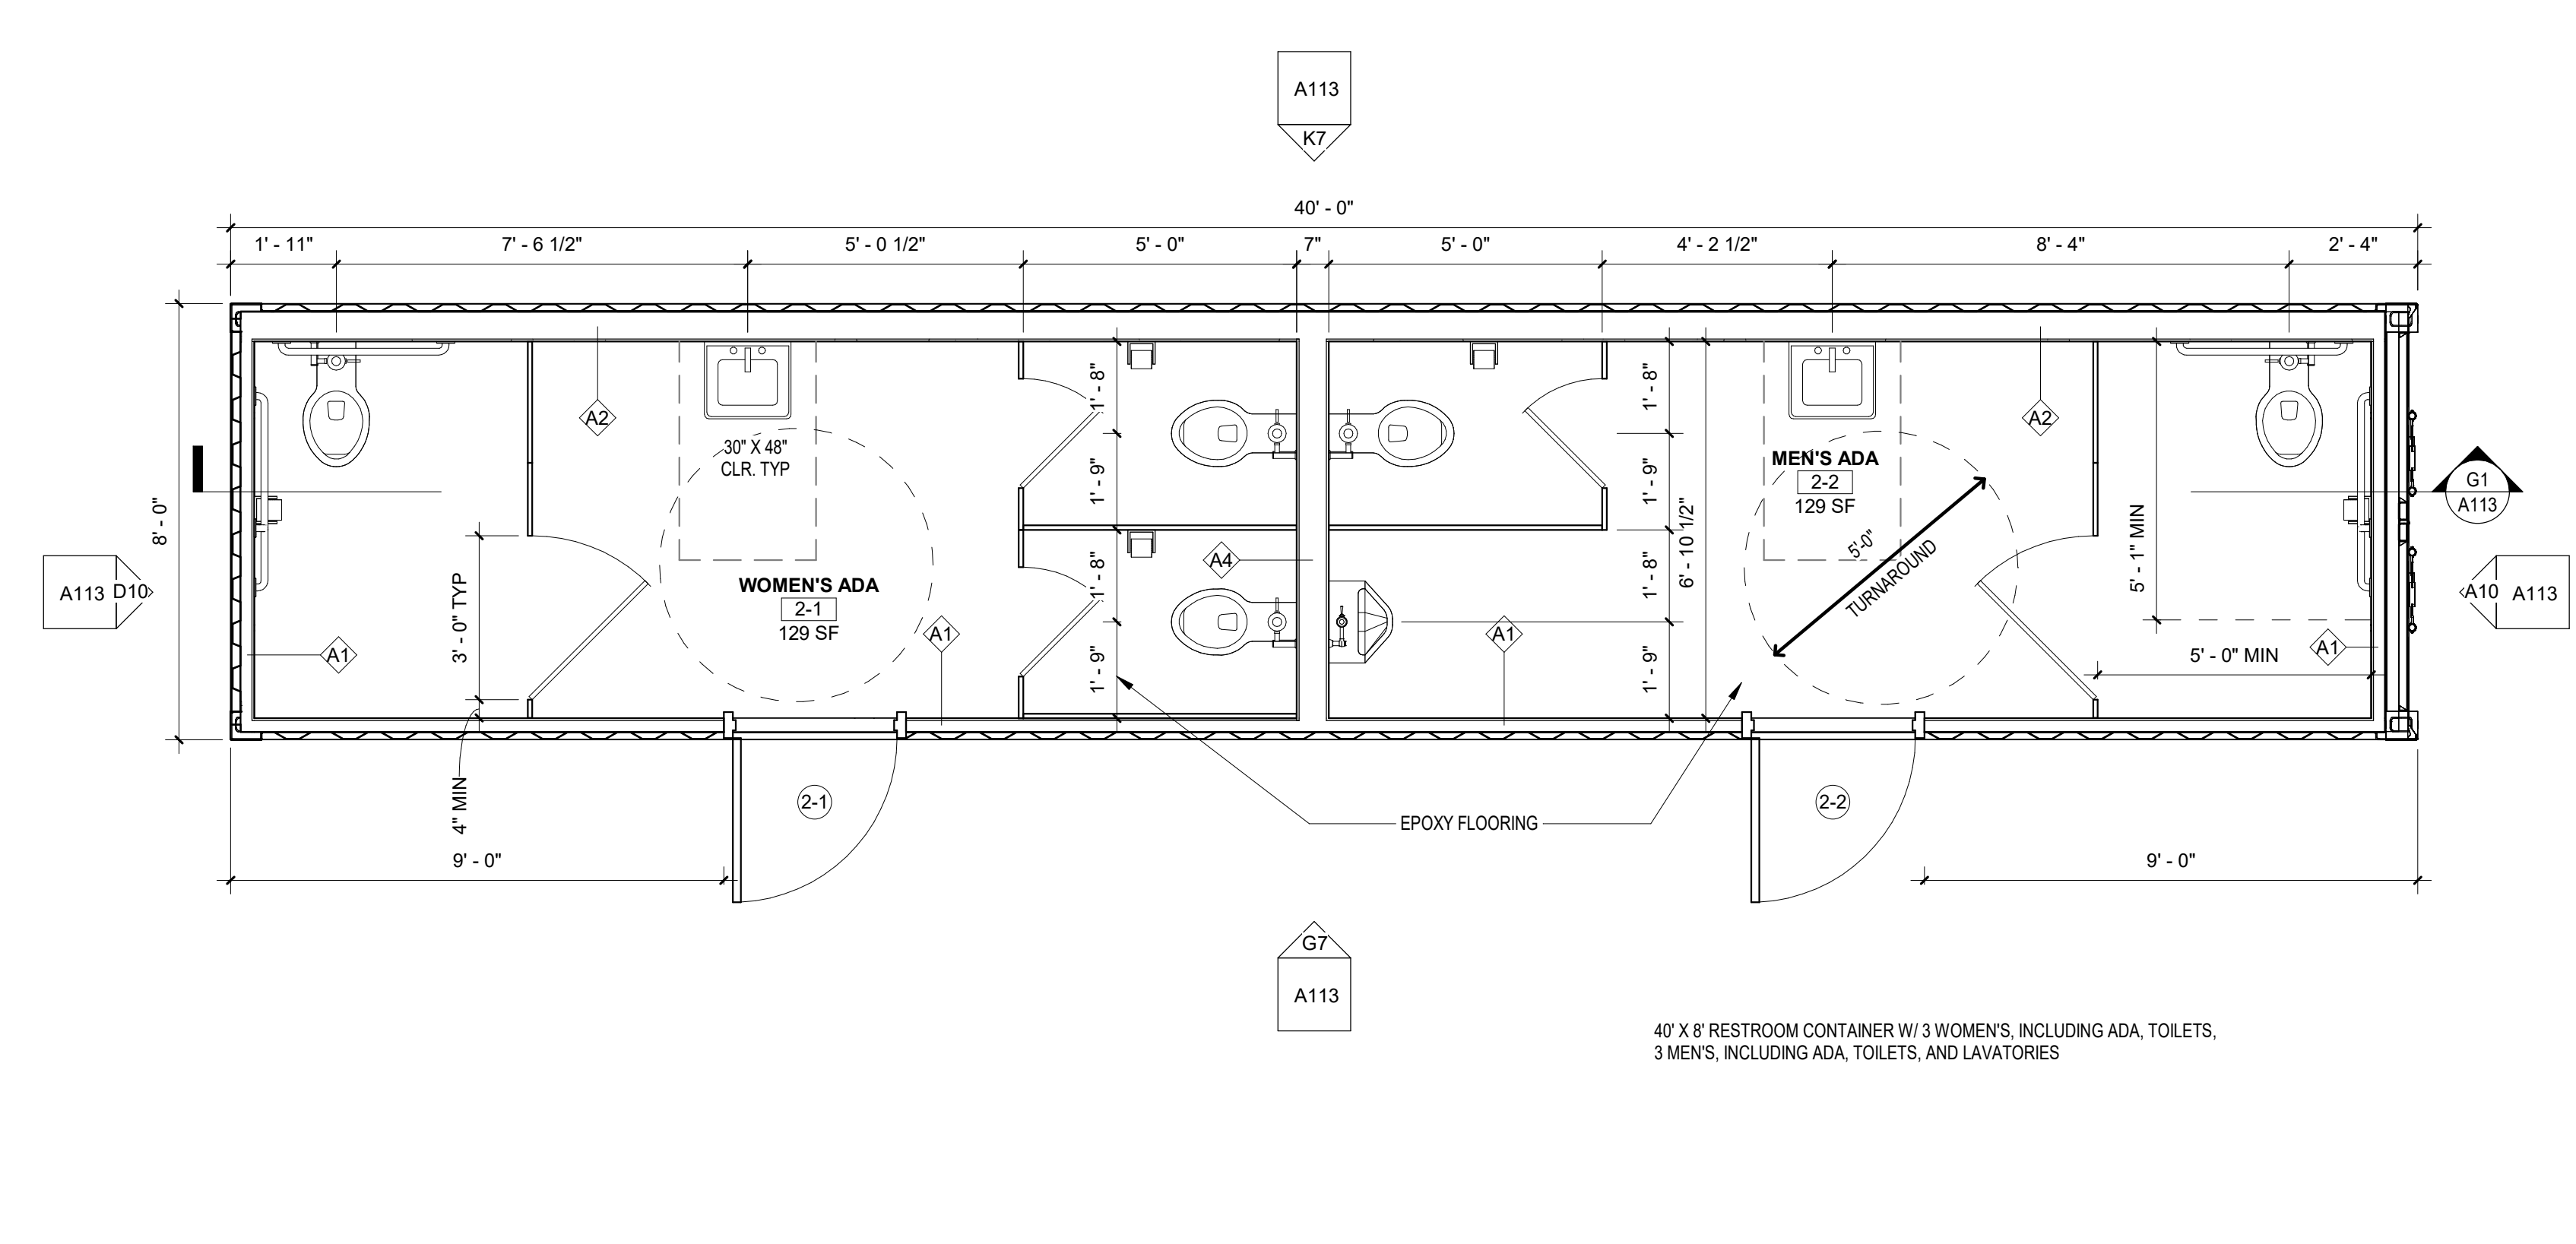 A113
K7
40' - 0"
1' - 11"
7' - 6 1/2"
5' - 0 1/2"
5' - 0"
7"
5' - 0"
4' - 2 1/2"
8' - 4"
2' - 4"
8' - 0"
A2
30" X 48"
CLR. TYP
1' - 8"
1' - 9"
1' - 8"
1' - 9"
A4
WOMEN'S ADA
2-1
129 SF
3' - 0" TYP
4" MIN
A1
A1
A113 D10
1' - 8"
1' - 9"
1' - 8"
1' - 9"
6' - 10 1/2"
A1
MEN'S ADA
2-2
129 SF
5'-0"
TURNAROUND
A2
5' - 1" MIN
5' - 0" MIN
A1
G1
A113
A10 A113
2-1
2-2
EPOXY FLOORING
9' - 0"
9' - 0"
G7
A113
40' X 8' RESTROOM CONTAINER W/ 3 WOMEN'S, INCLUDING ADA, TOILETS,
3 MEN'S, INCLUDING ADA, TOILETS, AND LAVATORIES